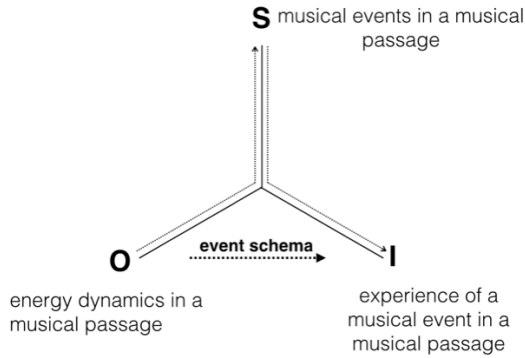 S musical events in a musical
passage
O
event schema
I
energy dynamics in a
musical passage
experience of a
musical event in a
musical passage